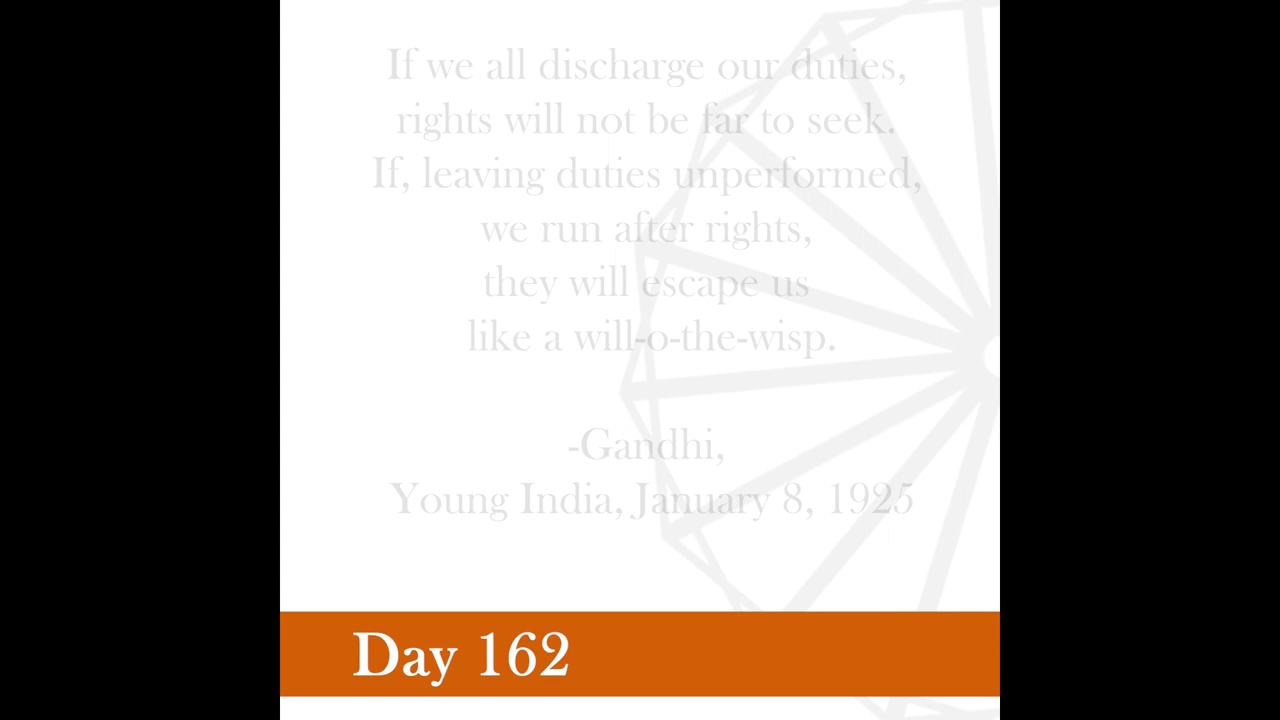 If we all discharge our duties,
rights will not be far to seek.
If, leaving duties unperformed,
we run after rights,
they will escape us
like a will-o-the-wisp.
-Gandhi,
Young India, January 8, 1925
Day 162